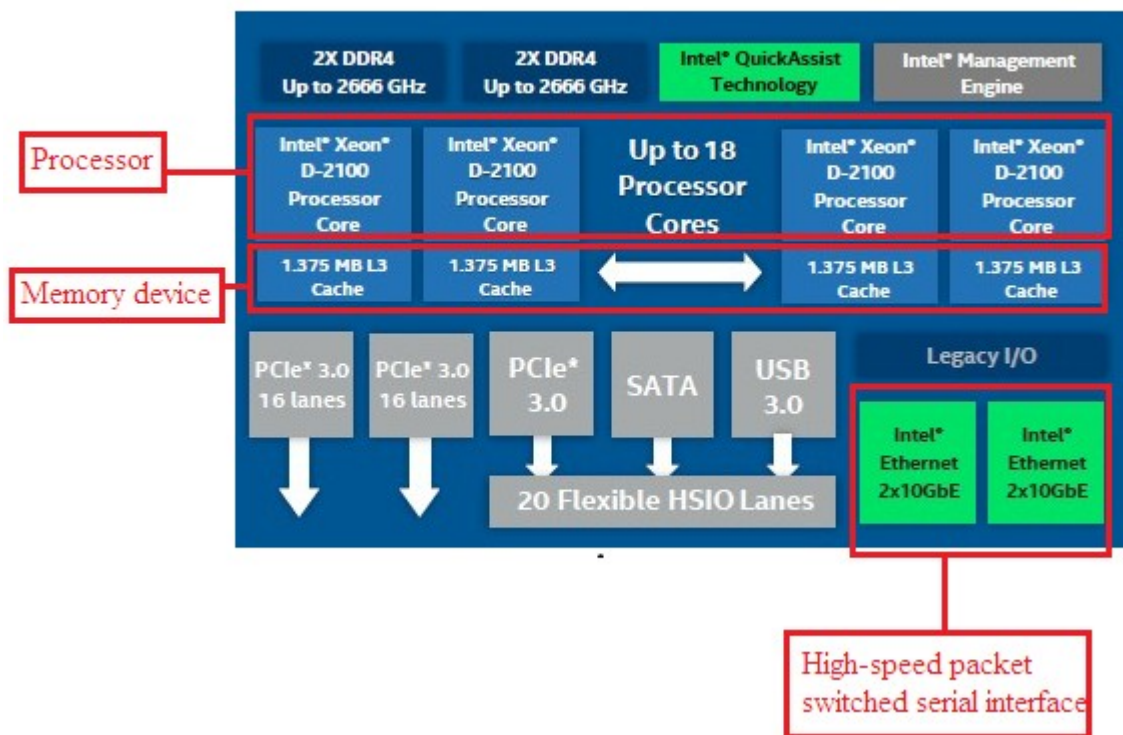 2X DDR4
Up to 2666 GHz
2X DDR4
Up to 2666 GHz
Intel® QuickAssist
Technology
Intel® Management
Engine
Processor
Intel® Xeon®
D-2100
Processor
Core
Intel® Xeon®
D-2100
Processor
Core
Up to 18
Processor
Cores
Intel® Xeon®
D-2100
Processor
Core
Intel® Xeon®
D-2100
Processor
Core
Memory device
1.375 MB L3
Cache
1.375 MB L3
Cache
1.375 MB L3
Cache
1.375 MB L3
Cache
PCIe* 3.0
16 lanes
PCIe* 3.0
16 lanes
PCIe*
3.0
SATA
USB
3.0
Legacy I/O
Intel®
Ethernet
2x10GbE
Intel®
Ethernet
2x10GbE
20 Flexible HSIO Lanes
High-speed packet
switched serial interface